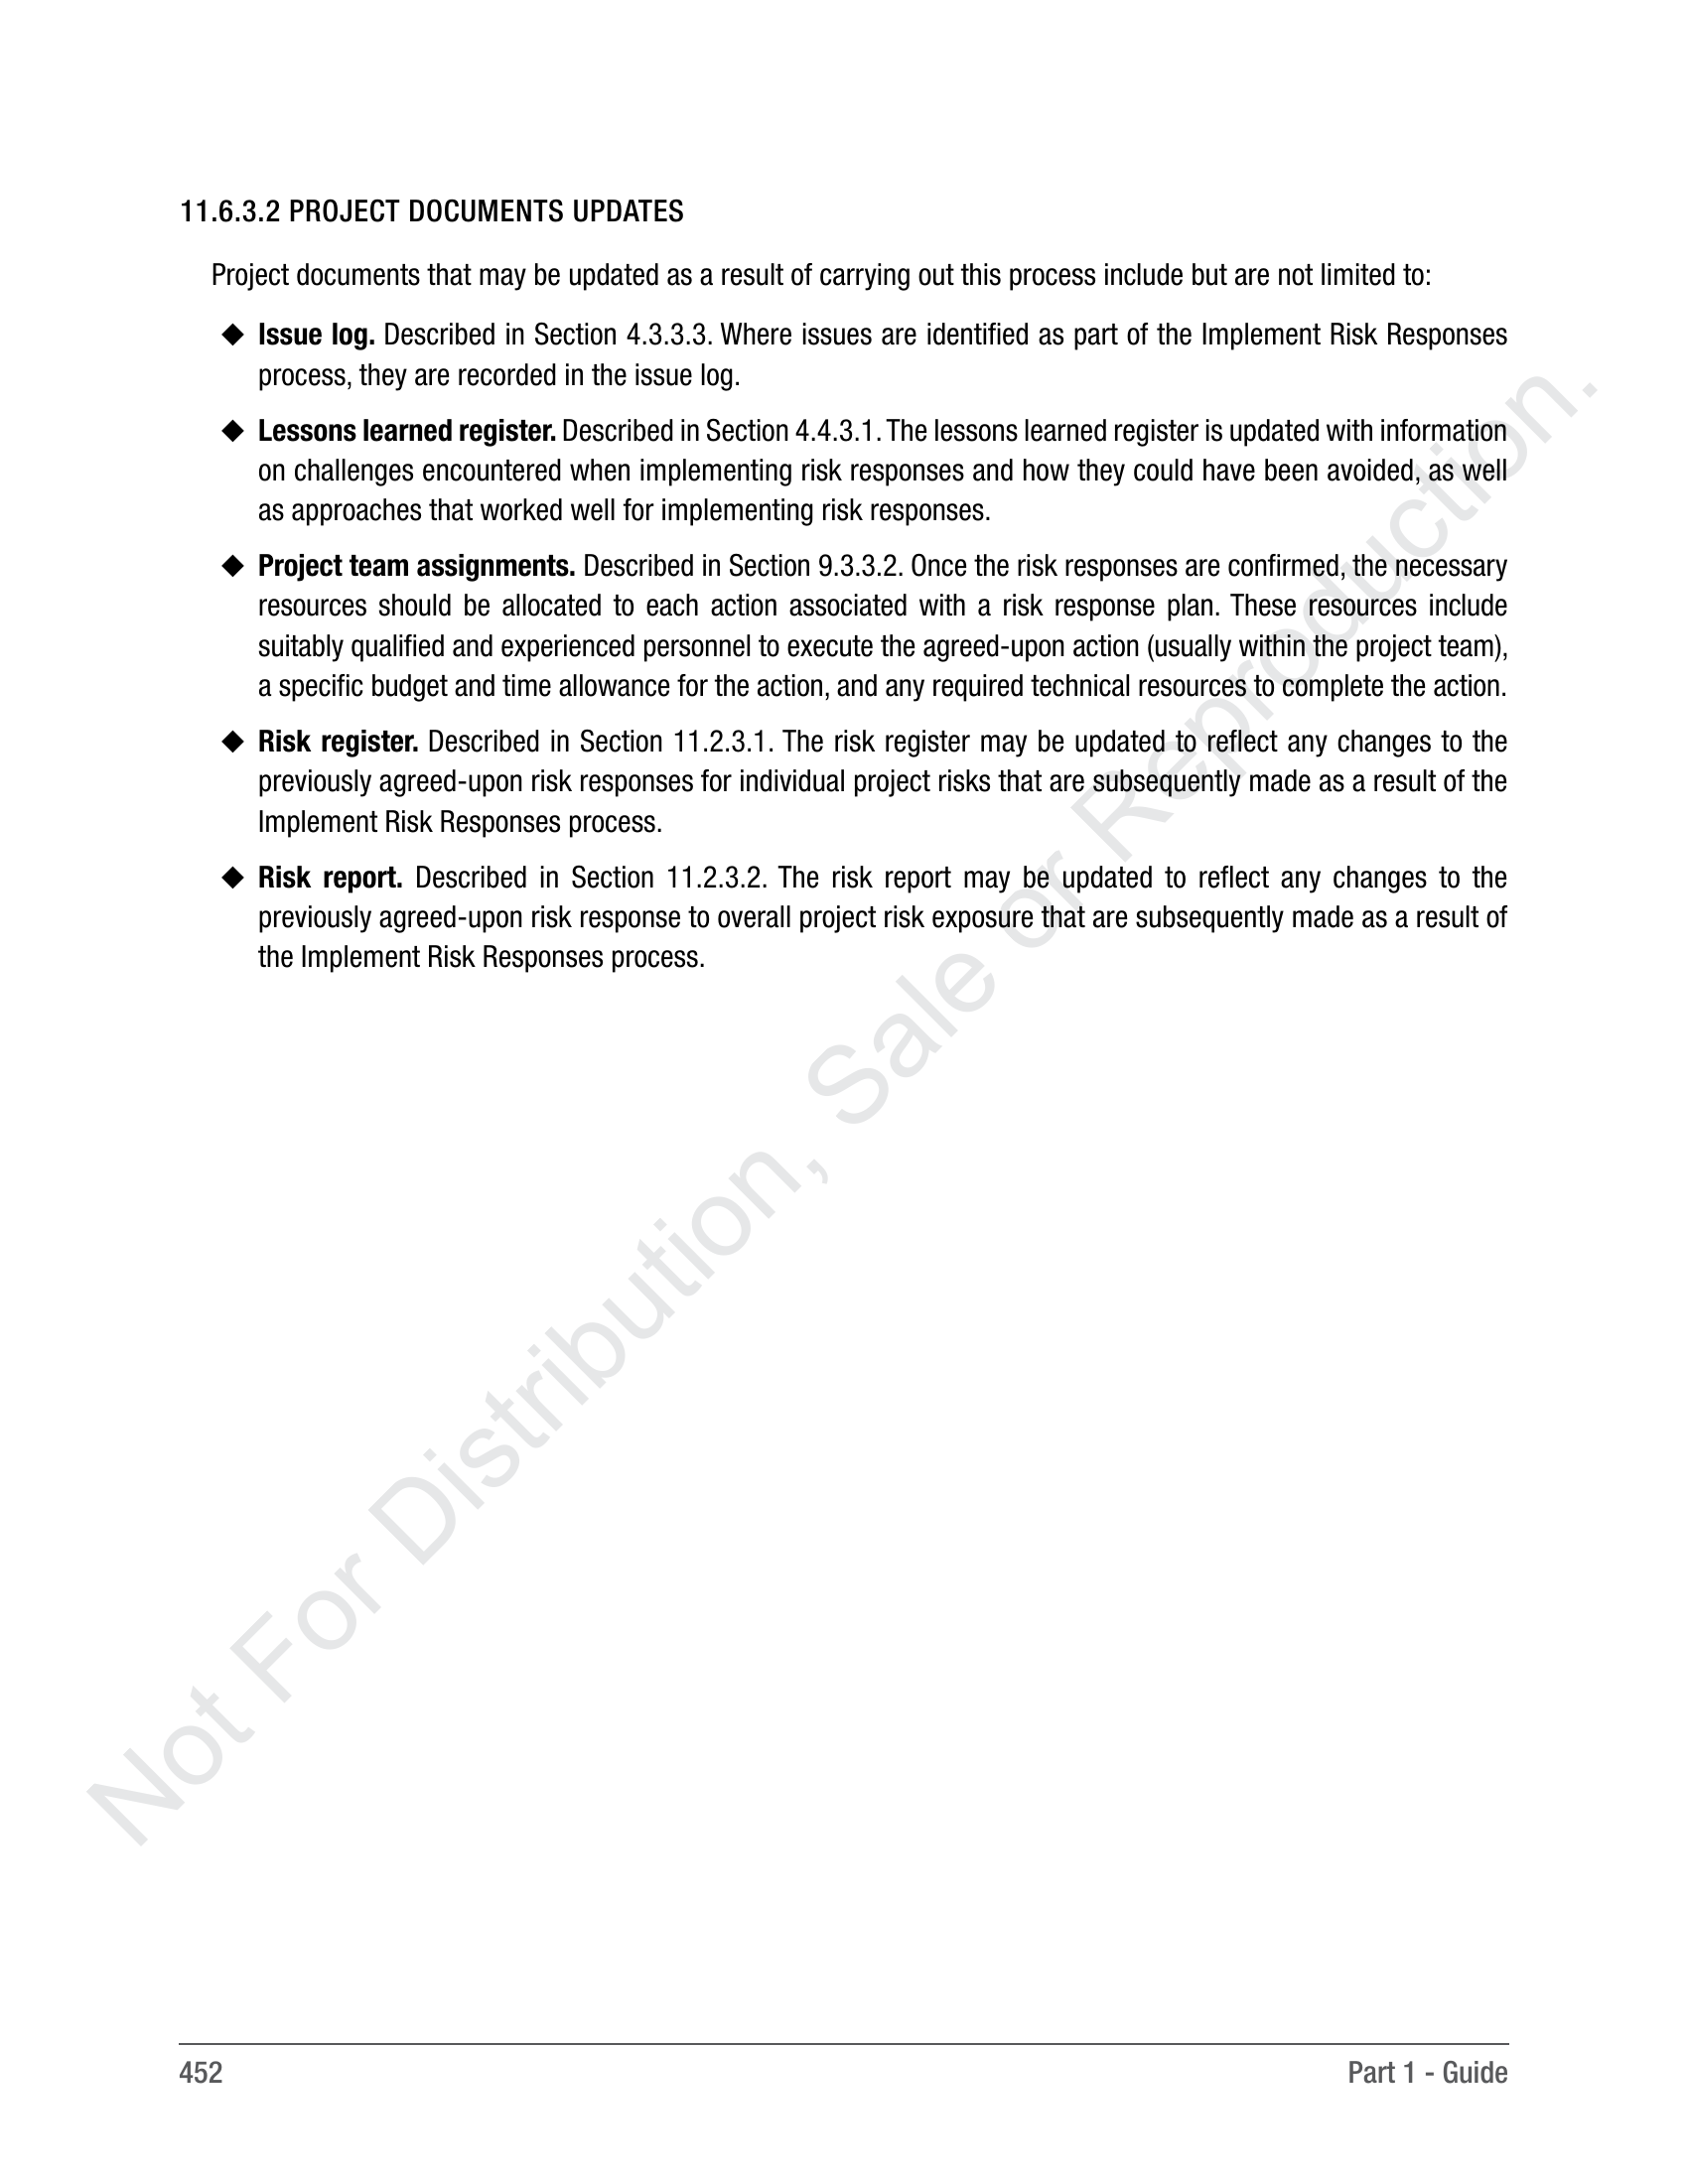 11.6.3.2 PROJECT DOCUMENTS UPDATES
Project documents that may be updated as a result of carrying out this process include but are not limited to:
◆ Issue log. Described in Section 4.3.3.3. Where issues are identified as part of the Implement Risk Responses
process, they are recorded in the issue log.
◆ Lessons learned register. Described in Section 4.4.3.1. The lessons learned register is updated with information
on challenges encountered when implementing risk responses and how they could have been avoided, as well
as approaches that worked well for implementing risk responses.
◆ Project team assignments. Described in Section 9.3.3.2. Once the risk responses are confirmed, the necessary
resources should be allocated to each action associated with a risk response plan. These resources include
suitably qualified and experienced personnel to execute the agreed-upon action (usually within the project team),
a specific budget and time allowance for the action, and any required technical resources to complete the action.
◆ Risk register. Described in Section 11.2.3.1. The risk register may be updated to reflect any changes to the
previously agreed-upon risk responses for individual project risks that are subsequently made as a result of the
Implement Risk Responses process.
◆ Risk report. Described in Section 11.2.3.2. The risk report may be updated to reflect any changes to the
previously agreed-upon risk response to overall project risk exposure that are subsequently made as a result of
the Implement Risk Responses process.
Not For Distribution, Sale or Reproduction.
452
Part 1 - Guide